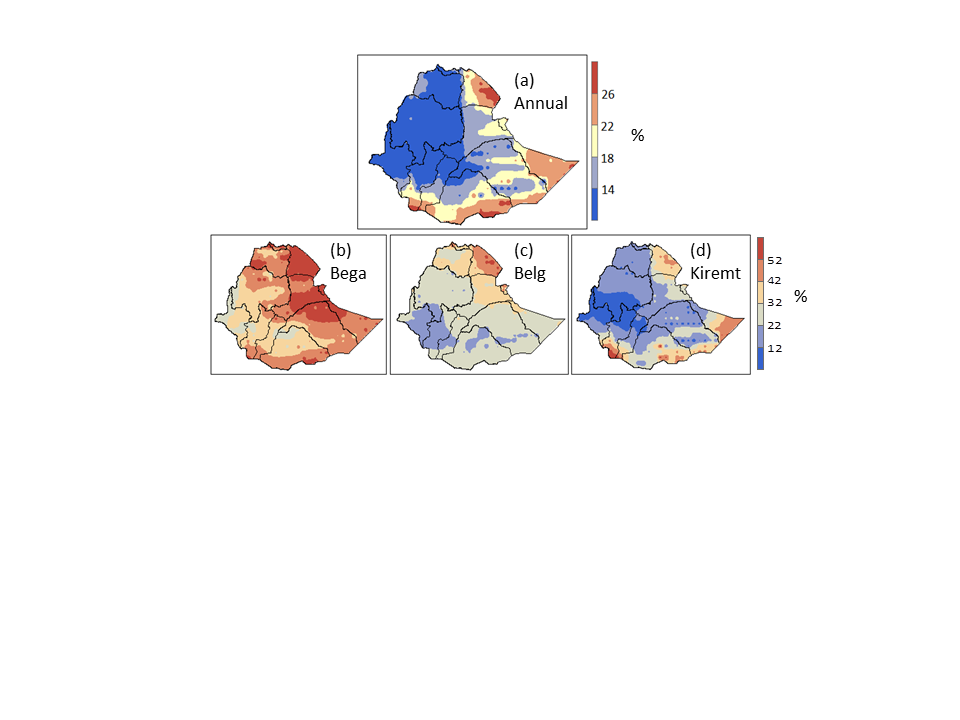 (a)
Annual
26
22
18
14
%
(b)
Bega
(c)
Belg
(d)
Kiremt
52
42
32
22
12
%